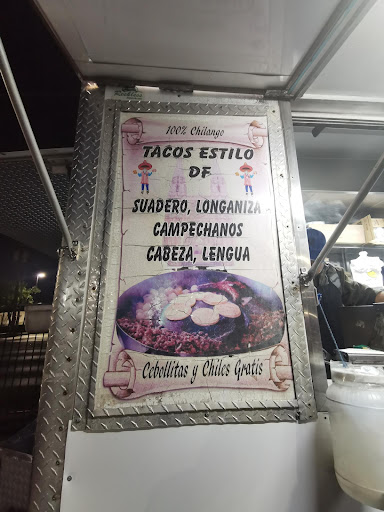 100% Chilango
TACOS ESTILO
DF
SUADERO, LONGANIZA
CAMPECHANOS
CABEZA, LENGUA
Cebollitas y Chiles Gratis